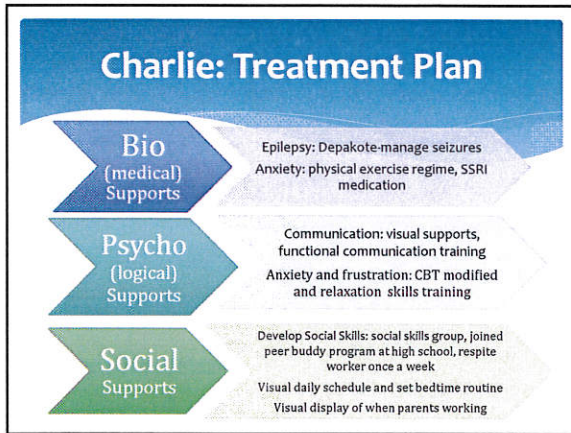 Charlie: Treatment Plan
Bio
(medical)
Supports
Epilepsy: Depakote-manage seizures
Anxiety: physical exercise regime, SSRI
medication
Psycho
(logical)
Supports
Communication: visual supports,
functional communication training
Anxiety and frustration: CBT modified
and relaxation skills training
Social
Supports
Develop Social Skills: social skills group, joined
peer buddy program at high school, respite
worker once a week
Visual daily schedule and set bedtime routine
Visual display of when parents working